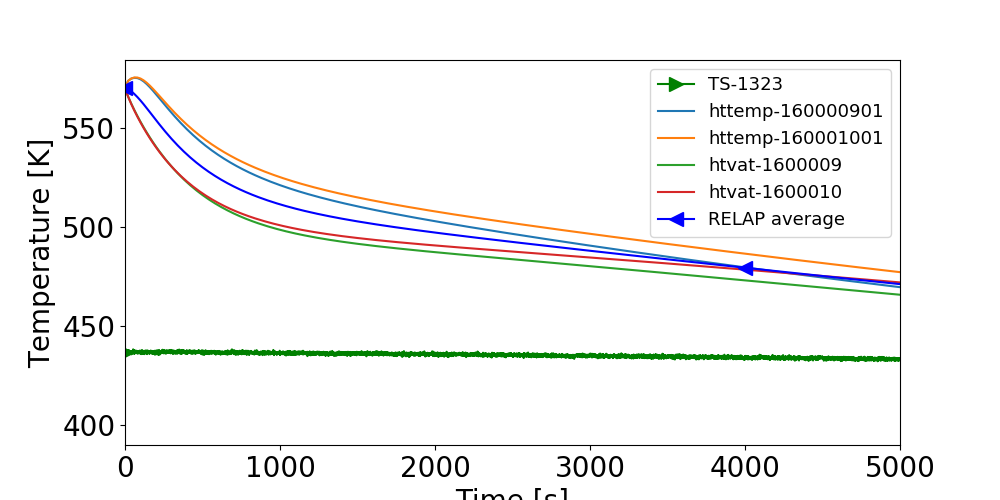 Temperature [K]
550
500
450
400
0 1000 2000 3000 4000 5000
Time [s]
TS-1323
httemp-160000901
httemp-160001001
htvat-1600009
htvat-1600010
RELAP average